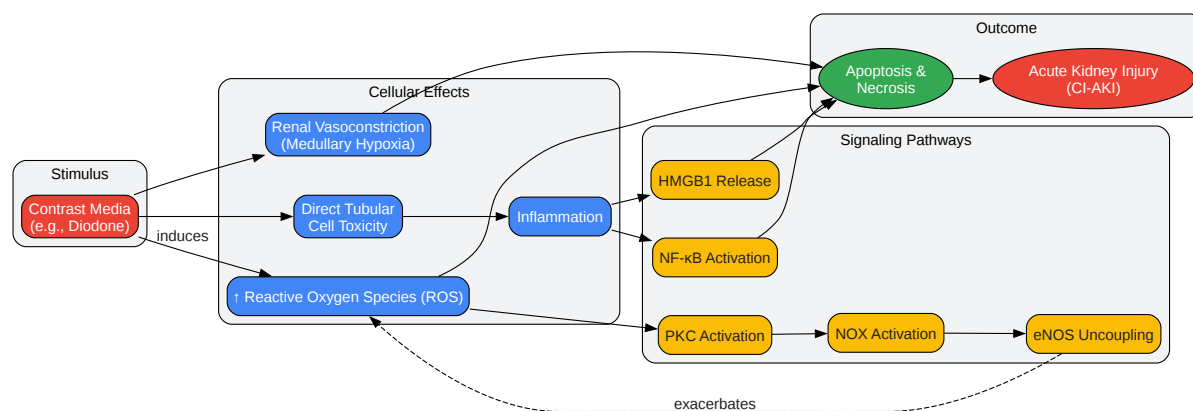 Outcome
Apoptosis &
Necrosis
Acute Kidney Injury
(CI-AKI)
Cellular Effects
Renal Vasoconstriction
(Medullary Hypoxia)
Signaling Pathways
Stimulus
HMGB1 Release
Contrast Media
(e.g., Diodone)
Direct Tubular
Cell Toxicity
Inflammation
induces
NF-κB Activation
↑ Reactive Oxygen Species (ROS)
PKC Activation
NOX Activation
eNOS Uncoupling
exacerbates